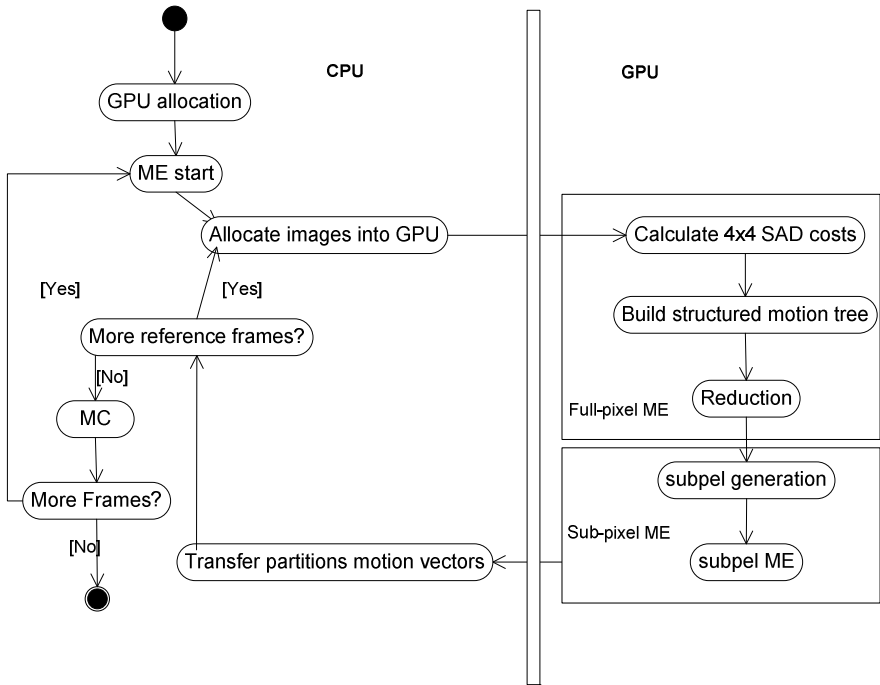 CPU
GPU
GPU allocation
ME start
Allocate images into GPU
Calculate 4x4 SAD costs
[Yes]
[Yes]
Build structured motion tree
More reference frames?
[No]
MC
Reduction
Full-pixel ME
More Frames?
subpel generation
[No]
Sub-pixel ME
Transfer partitions motion vectors
subpel ME